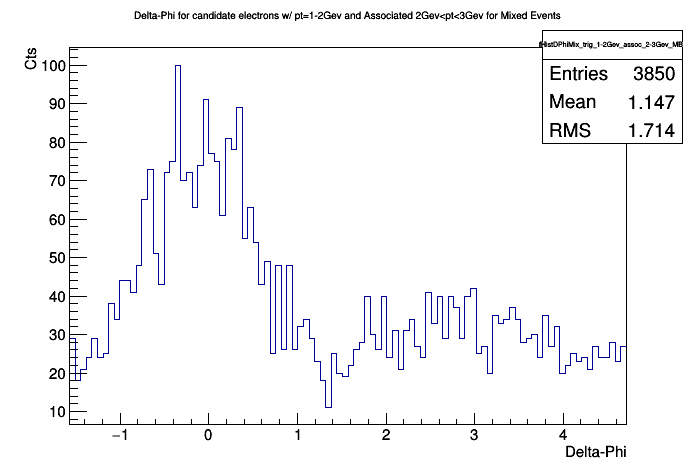 Delta-Phi for candidate electrons w/ pt=1-2Gev and Associated 2Gev<pt<3Gev for Mixed Events
HistDPhiMix_trig_1-2Gev_assoc_2-3Gev_MB
Entries 3850
Mean 1.147
RMS 1.714
Cts
100
90
80
70
60
50
40
30
20
10
−1 0 1 2 3 4
Delta-Phi